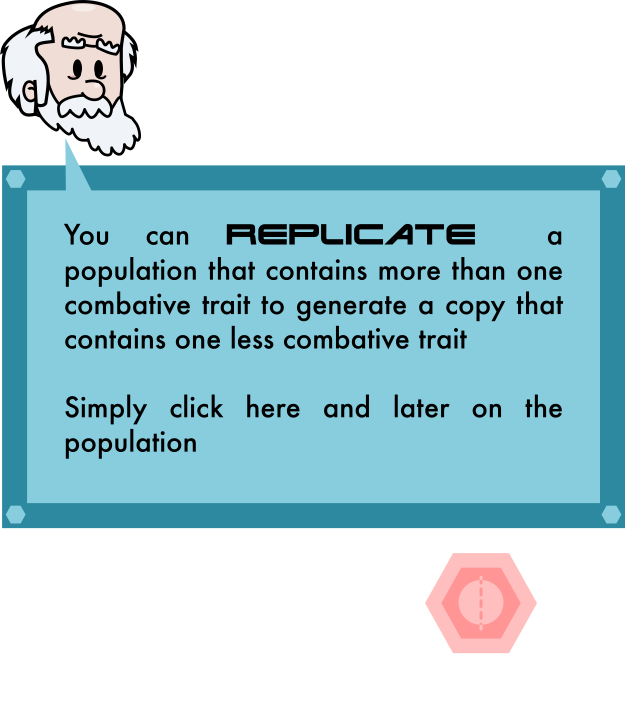 You can REPLICATE a
population that contains more than one
combative trait to generate a copy that
contains one less combative trait
Simply click here and later on the
population